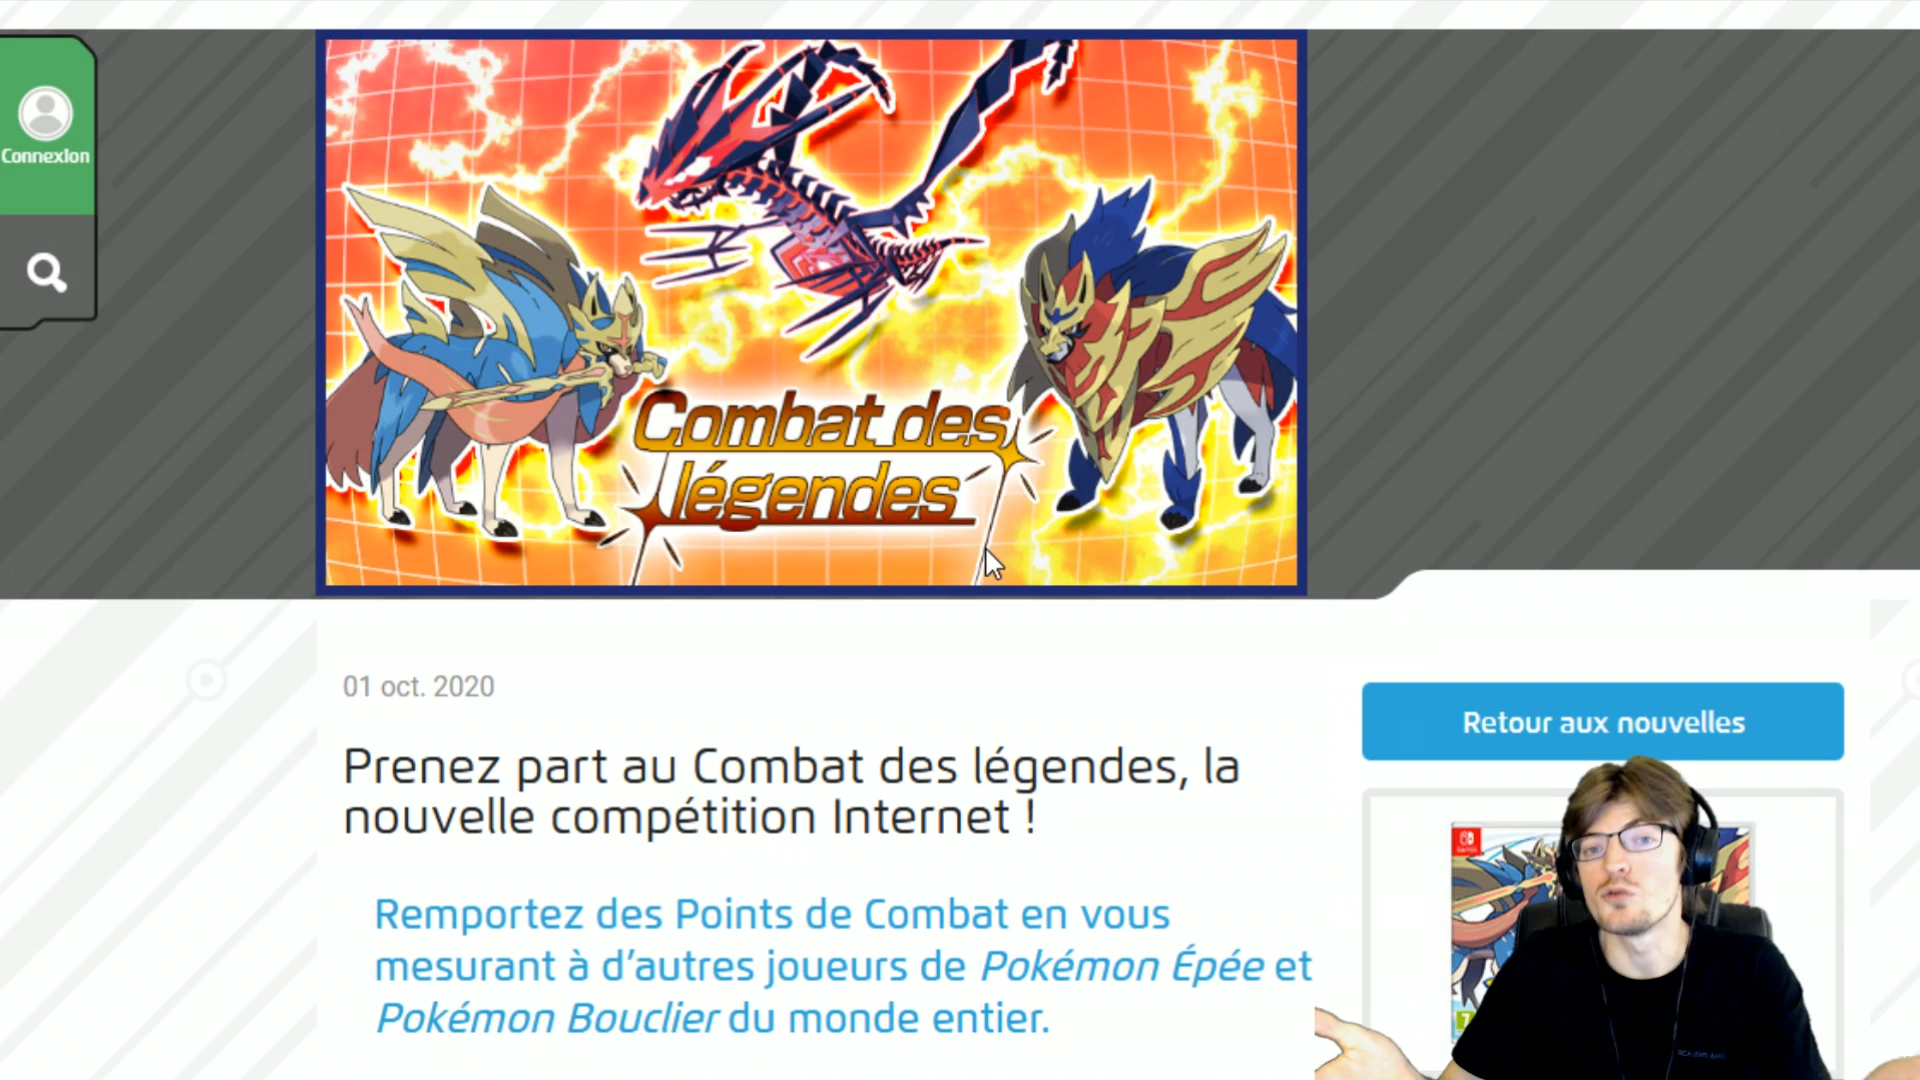 Connexion
Combat des
légendes
01 oct. 2020
Prenez part au Combat des légendes, la
nouvelle compétition Internet !
Retour aux nouvelles
Remportez des Points de Combat en vous
mesurant à d’autres joueurs de Pokémon Épée et
Pokémon Bouclier du monde entier.
7